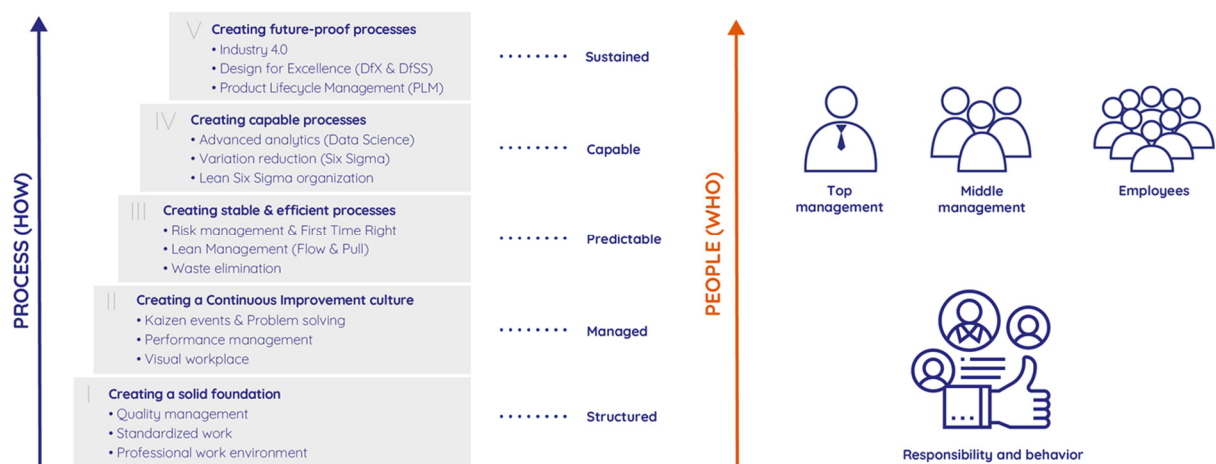 PROCESS (HOW)
V
Creating future-proof processes
• Industry 4.0
• Design for Excellence (DfX & DfSS)
• Product Lifecycle Management (PLM)
Sustained
IV
Creating capable processes
• Advanced analytics (Data Science)
• Variation reduction (Six Sigma)
• Lean Six Sigma organization
Capable
III
Creating stable & efficient processes
• Risk management & First Time Right
• Lean Management (Flow & Pull)
• Waste elimination
Predictable
II
Creating a Continuous Improvement culture
• Kaizen events & Problem solving
• Performance management
• Visual workplace
Managed
I
Creating a solid foundation
• Quality management
• Standardized work
• Professional work environment
Structured
PEOPLE (WHO)
Top
management
Middle
management
Employees
Responsibility and behavior